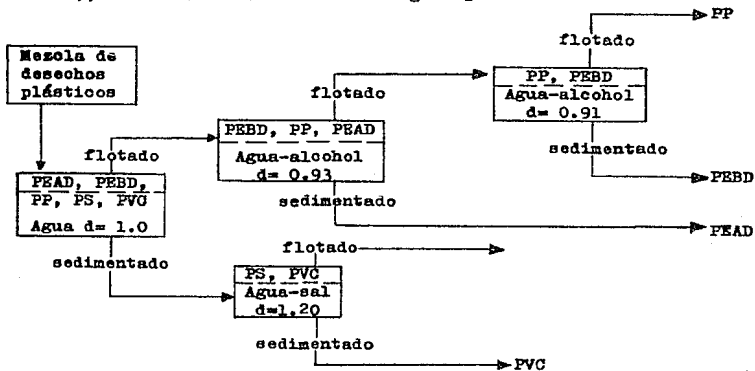 PP
flotado
Mezcla de
desechos
plásticos
PP, PEBD
Agua-alcohol
d= 0.91
flotado
PEBD, PP, PEAD
Agua-alcohol
d= 0.93
sedimentado
flotado
PEAD, PEBD,
PP, PS, PVC
Agua d= 1.0
PEBD
sedimentado
PEAD
flotado
sedimentado
PS, PVC
Agua-sal
d=1.20
sedimentado
PVC